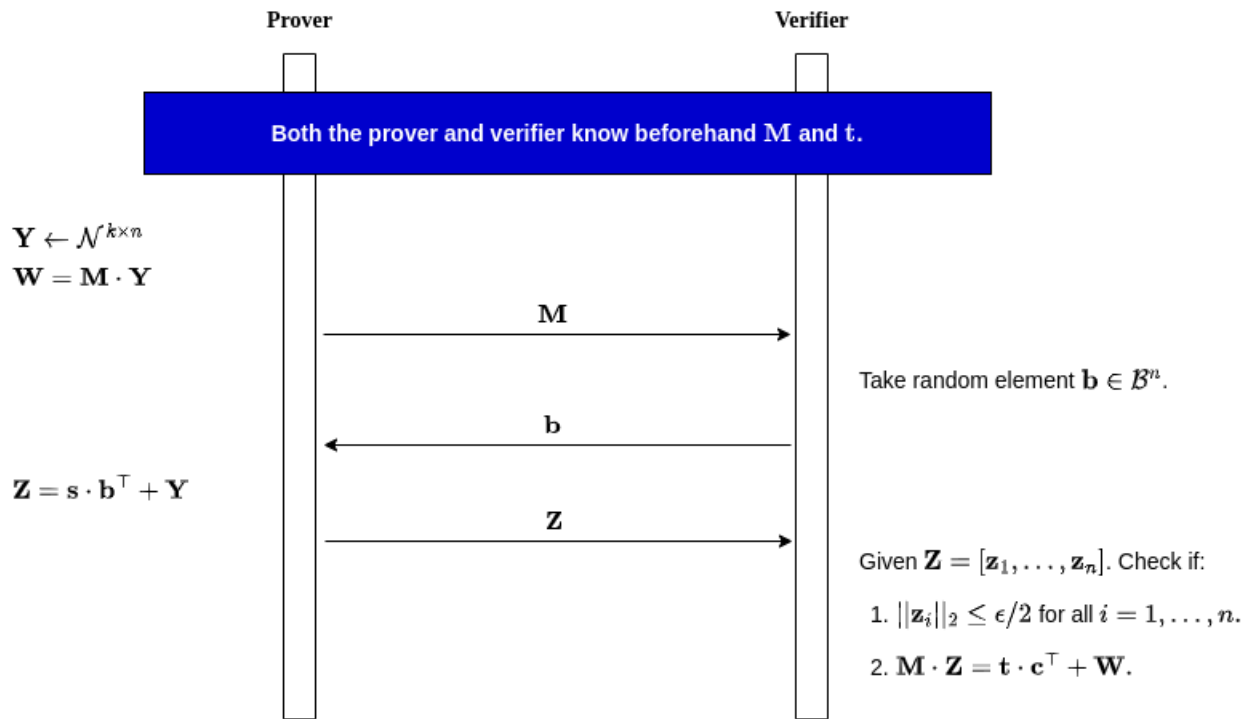 Prover
Verifier
Both the prover and verifier know beforehand M and t.
Y ← 𝒩^{k×n}
W = M · Y
M
Take random element b ∈ ℬ^n.
b
Z = s · b^⊤ + Y
Z
Given Z = [z_1, . . . , z_n]. Check if:
1. ||z_i||_2 ≤ ϵ/2 for all i = 1, . . . , n.
2. M · Z = t · c^⊤ + W.